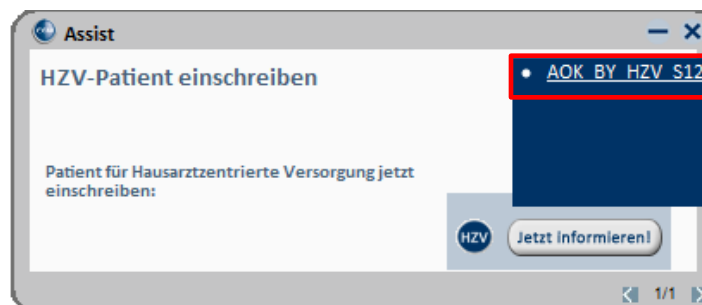 Assist
HZV-Patient einschreiben
AOK_BY_HZV_S12
Patient für Hausarztzentrierte Versorgung jetzt
einschreiben:
HZV
Jetzt informieren!
1/1